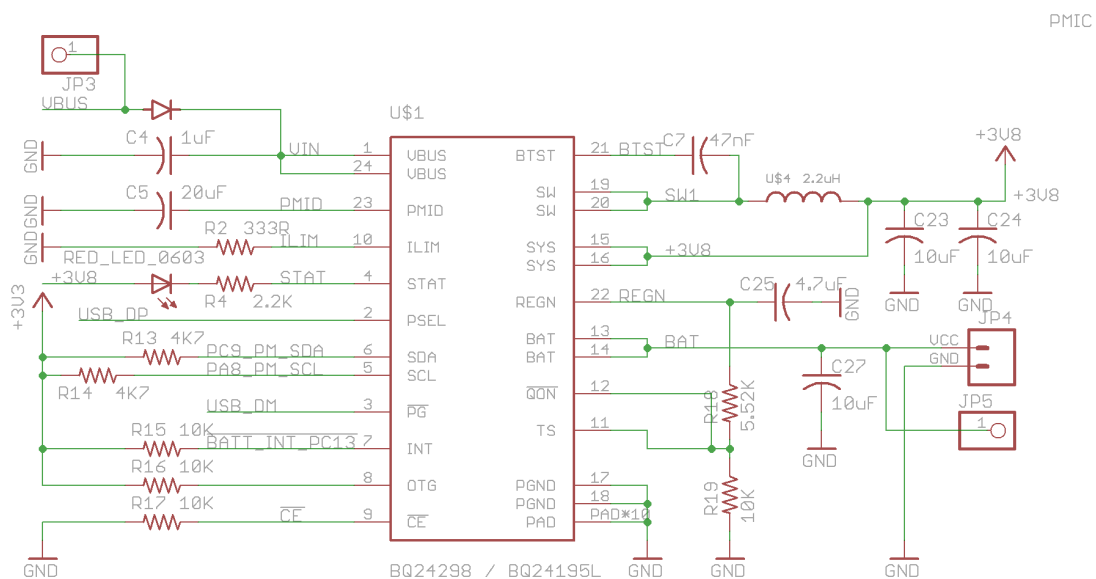 PMIC
1
JP3
VBUS
U$1
C4 1uF
GND
VIN
1 VBUS
24 VBUS
BTST 21 BTST
C7 47nF
+3V8
C5 20uF
GND
PMID
23 PMID
SW 19
SW 20
SW1
U$4 2.2uH
+3V8
R2 333R
GND
ILIM
10 ILIM
SYS 15
SYS 16
+3V8
C23
10uF
C24
10uF
GND
GND
RED_LED_0603
+3V8
STAT
4 STAT
R4 2.2K
REGN 22 REGN
C25 4.7uF
GND
+3V3
USB_DP
2 PSEL
BAT 13
BAT 14
BAT
JP4
VCC
GND
R13 4K7
PC9_PM_SDA
6 SDA
PA8_PM_SCL
5 SCL
R14 4K7
C27
10uF
GND
QON 12
R18
5.52K
USB_DM
3 PG
JP5
1
TS 11
R15 10K
BATT_INT_PC13
7 INT
R16 10K
8 OTG
PGND 17
PGND 18
PAD PAD*10
R19
10K
R17 10K
CE
9 CE
GND
BQ24298 / BQ24195L
GND
GND
GND